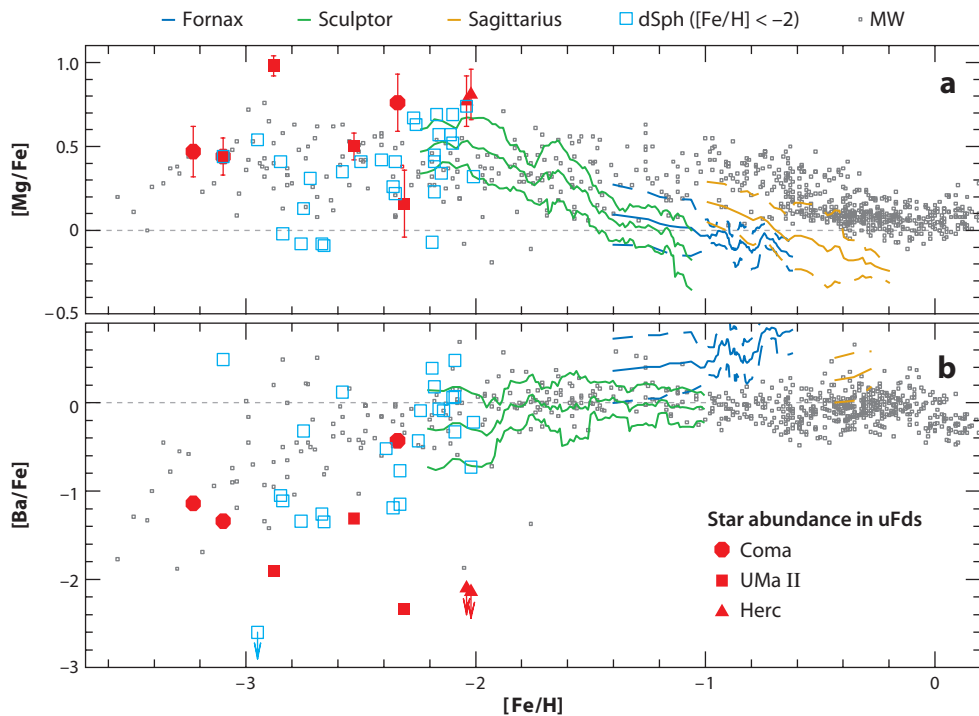 Fornax Sculptor Sagittarius dSph ([Fe/H] < –2) MW
a
1.0
0.5
0
–0.5
[Mg/Fe]
b
0
–1
–2
–3
[Ba/Fe]
Star abundance in uFds
Coma
UMa II
Herc
–3 –2 –1 0
[Fe/H]